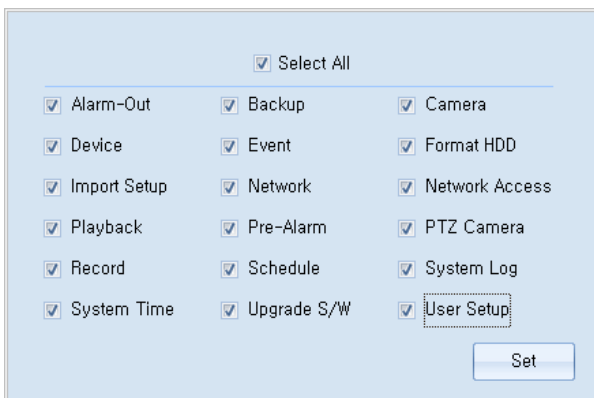 Select All
Alarm-Out Backup Camera
Device Event Format HDD
Import Setup Network Network Access
Playback Pre-Alarm PTZ Camera
Record Schedule System Log
System Time Upgrade S/W User Setup
Set